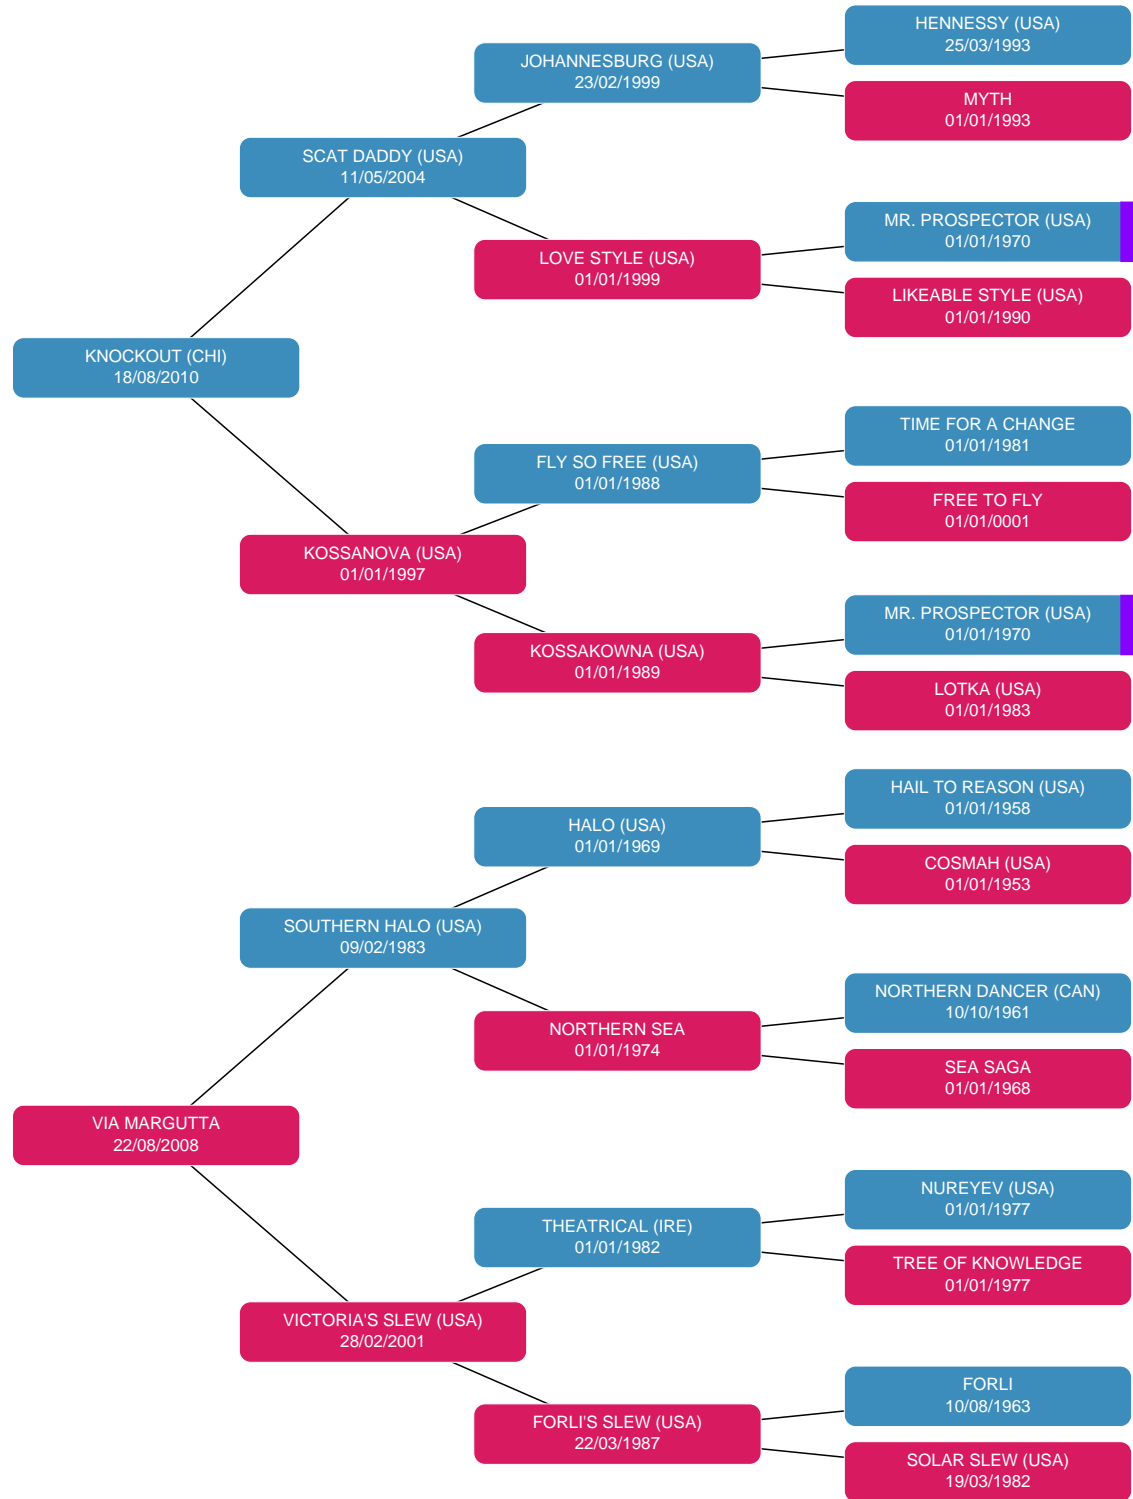 HENNESSY (USA)
25/03/1993
JOHANNESBURG (USA)
23/02/1999
MYTH
01/01/1993
SCAT DADDY (USA)
11/05/2004
MR. PROSPECTOR (USA)
01/01/1970
LOVE STYLE (USA)
01/01/1999
LIKEABLE STYLE (USA)
01/01/1990
KNOCKOUT (CHI)
18/08/2010
TIME FOR A CHANGE
01/01/1981
FLY SO FREE (USA)
01/01/1988
FREE TO FLY
01/01/0001
KOSSANOVA (USA)
01/01/1997
MR. PROSPECTOR (USA)
01/01/1970
KOSSAKOWNA (USA)
01/01/1989
LOTKA (USA)
01/01/1983
HAIL TO REASON (USA)
01/01/1958
HALO (USA)
01/01/1969
COSMAH (USA)
01/01/1953
SOUTHERN HALO (USA)
09/02/1983
NORTHERN DANCER (CAN)
10/10/1961
NORTHERN SEA
01/01/1974
SEA SAGA
01/01/1968
VIA MARGUTTA
22/08/2008
NUREYEV (USA)
01/01/1977
THEATRICAL (IRE)
01/01/1982
TREE OF KNOWLEDGE
01/01/1977
VICTORIA'S SLEW (USA)
28/02/2001
FORLI
10/08/1963
FORLI'S SLEW (USA)
22/03/1987
SOLAR SLEW (USA)
19/03/1982